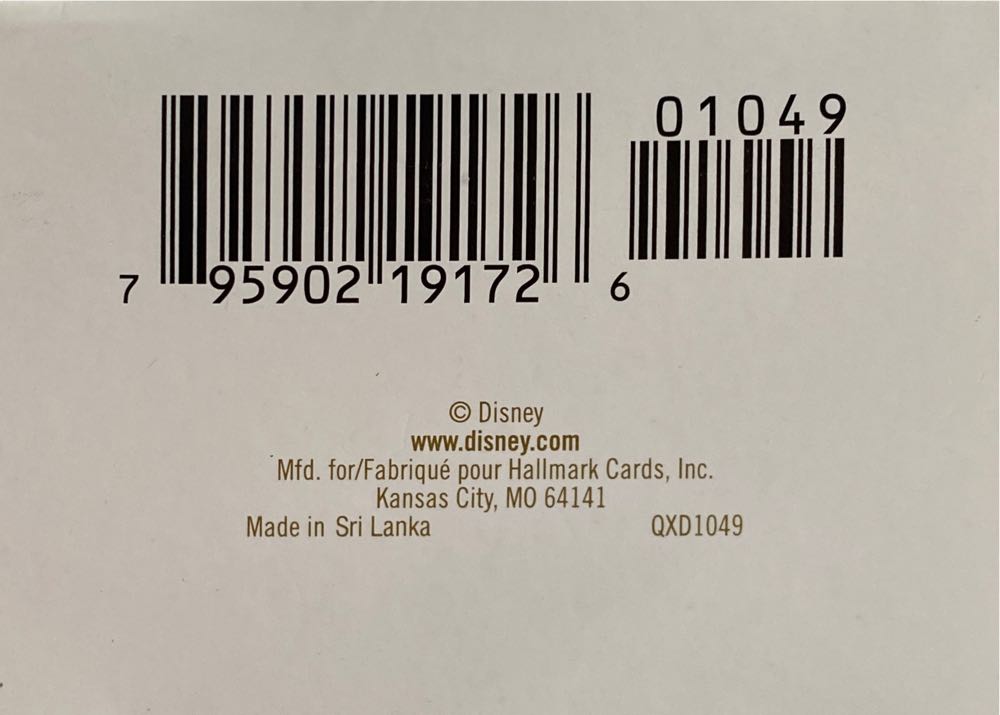 01049
7 95902 19172 6
© Disney
www.disney.com
Mfd. for/Fabriqué pour Hallmark Cards, Inc.
Kansas City, MO 64141
Made in Sri Lanka QXD1049